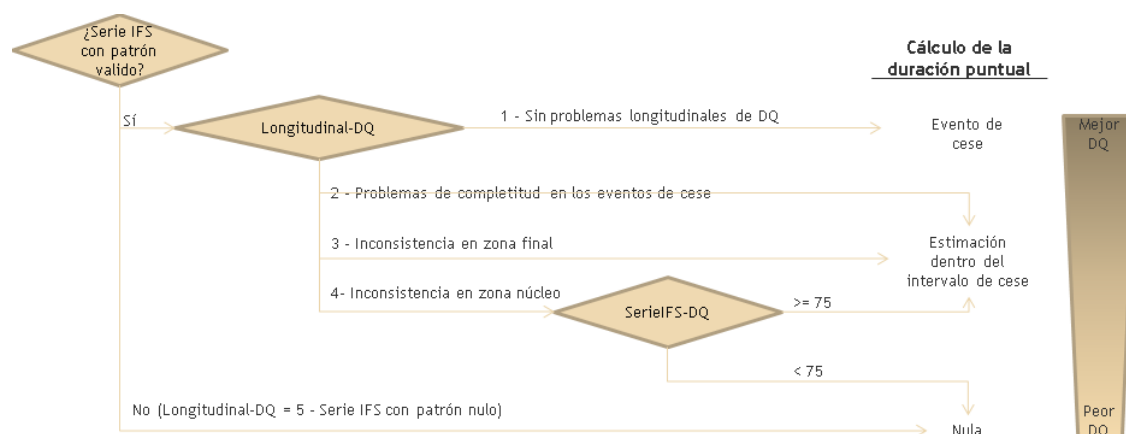 ¿Serie IFS
con patrón
valido?
Cálculo de la
duración puntual
Sí
Longitudinal-DQ
1 - Sin problemas longitudinales de DQ
Evento de
cese
Mejor
DQ
2 - Problemas de completitud en los eventos de cese
3 - Inconsistencia en zona final
Estimación
dentro del
intervalo de cese
4- Inconsistencia en zona núcleo
SerieIFS-DQ
>= 75
< 75
No (Longitudinal-DQ = 5 - Serie IFS con patrón nulo)
Nula
Peor
DQ